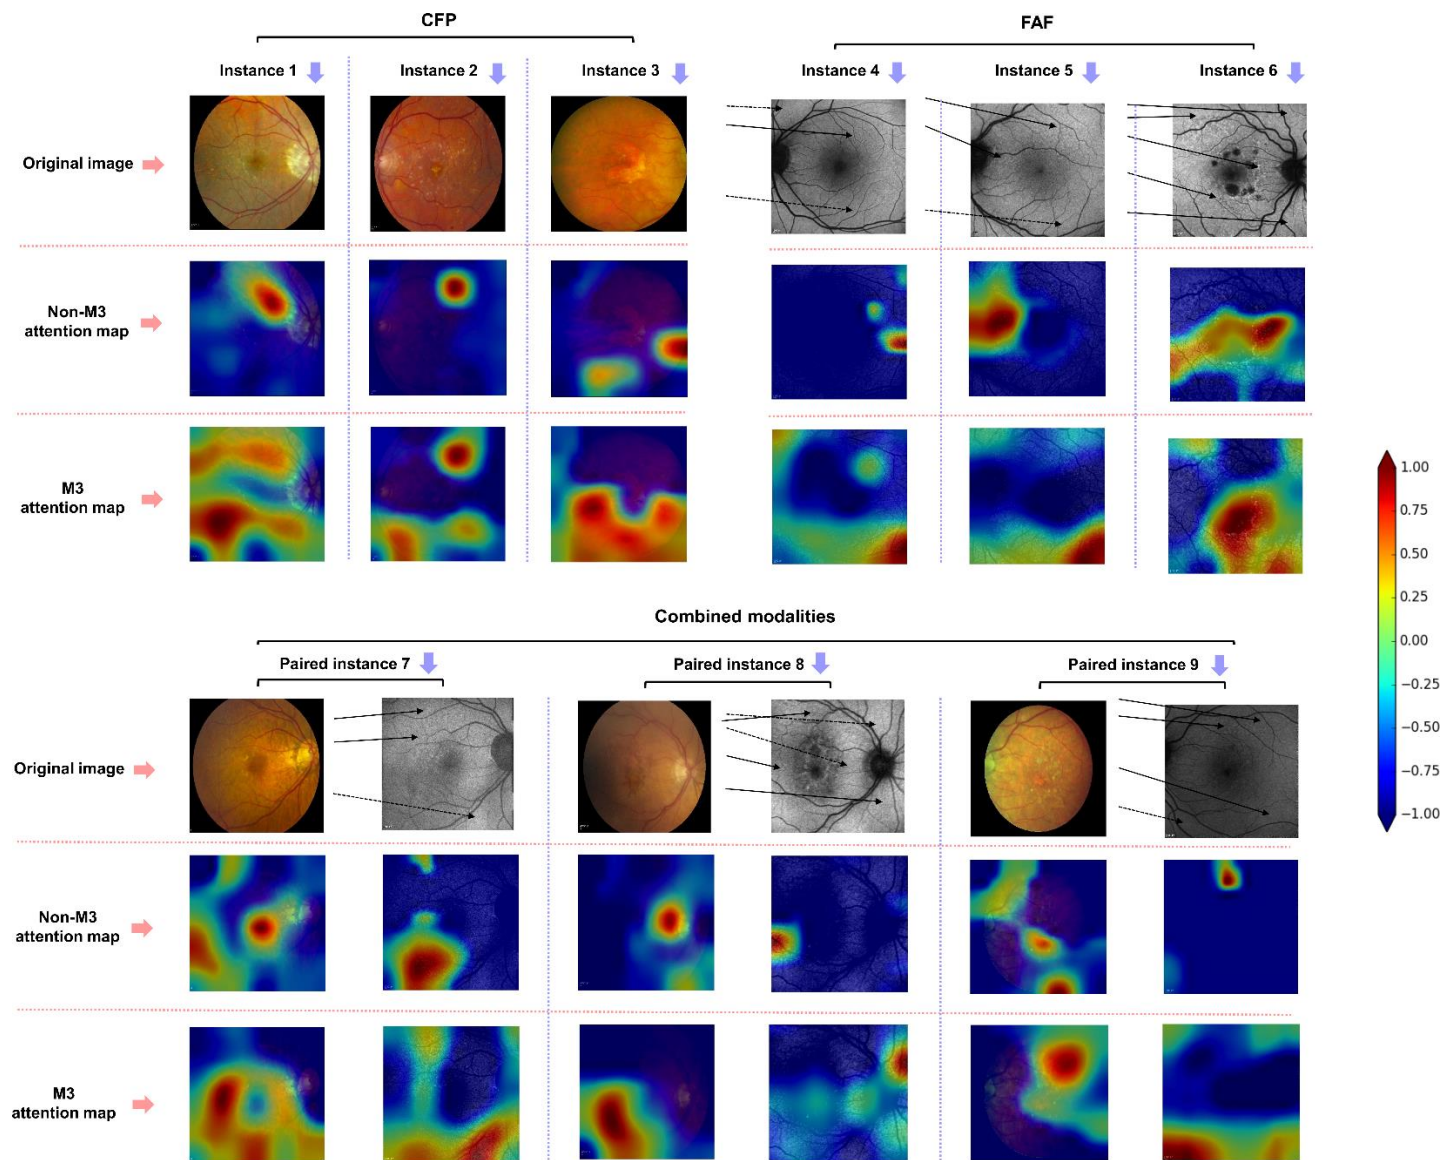 CFP
FAF
Instance 1
Instance 2
Instance 3
Instance 4
Instance 5
Instance 6
Original image
Non-M3
attention map
M3
attention map
1.00
0.75
0.50
0.25
0.00
−0.25
−0.50
−0.75
−1.00
Combined modalities
Paired instance 7
Paired instance 8
Paired instance 9
Original image
Non-M3
attention map
M3
attention map